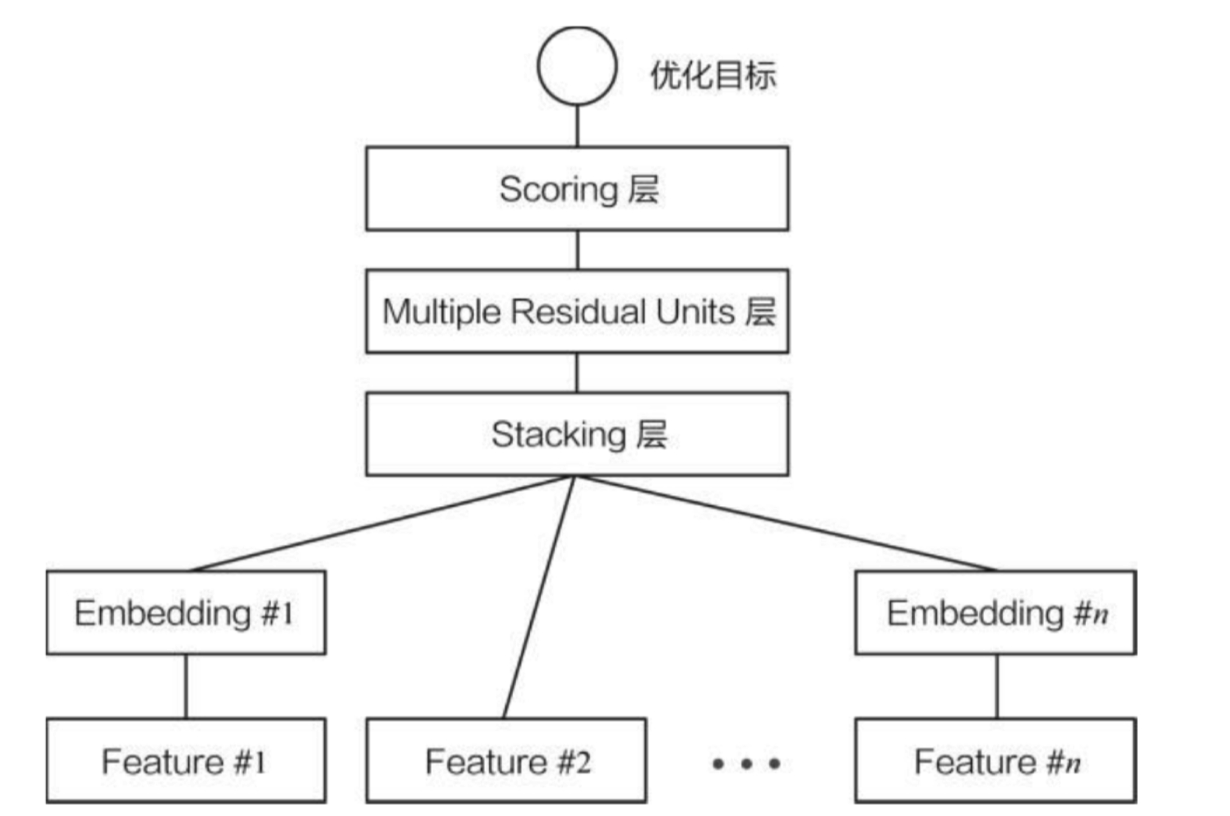 优化目标
Scoring 层
Multiple Residual Units 层
Stacking 层
Embedding #1
Embedding #n
Feature #1
Feature #2
• • •
Feature #n